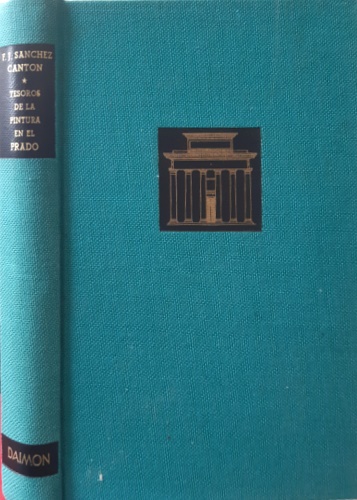 F. J. SANCHEZ
CANTON
*
TESOROS
DE LA
PINTURA
EN EL
PRADO
DAIMON